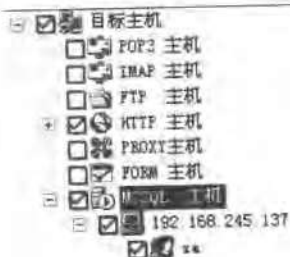 目标主机
POP3 主机
IMAP 主机
FTP 主机
HTTP 主机
PROXY主机
FORM 主机
主机
192.168.245.137
sa